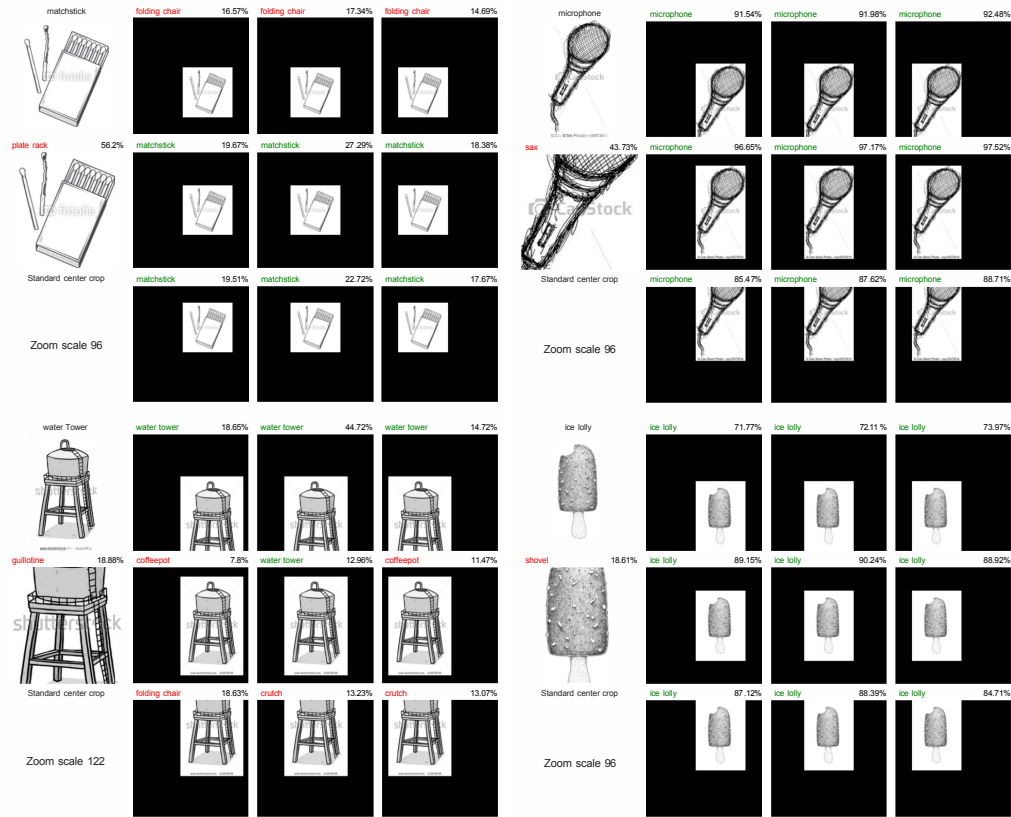 matchstick
folding chair 16.57% folding chair 17.34% folding chair 14.69%
fotolia
plate rack 56.2% matchstick 19.67% matchstick 27.29% matchstick 18.38%
fotolia
Standard center crop matchstick 19.51% matchstick 22.72% matchstick 17.67%
Zoom scale 96
microphone
microphone 91.54% microphone 91.98% microphone 92.48%
sax 43.73% microphone 96.65% microphone 97.17% microphone 97.52%
CanStock
Standard center crop microphone 85.47% microphone 87.62% microphone 88.71%
Zoom scale 96
water Tower
water tower 18.65% water tower 44.72% water tower 14.72%
shutterstock
guillotine 18.88% coffeepot 7.8% water tower 12.96% coffeepot 11.47%
shutterstock
Standard center crop folding chair 18.63% crutch 13.23% crutch 13.07%
Zoom scale 122
ice lolly
ice lolly 71.77% ice lolly 72.11 % ice lolly 73.97%
shovel 18.61% ice lolly 89.15% ice lolly 90.24% ice lolly 88.92%
Standard center crop ice lolly 87.12% ice lolly 88.39% ice lolly 84.71%
Zoom scale 96